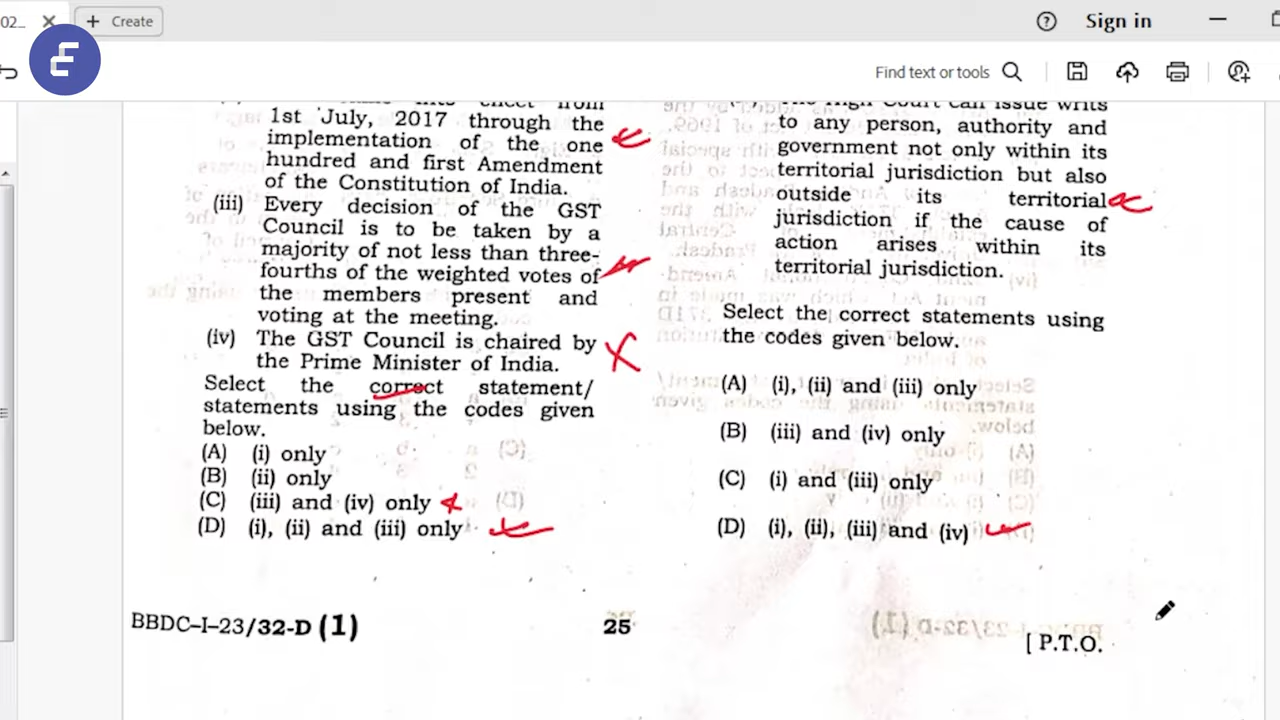 02...
+ Create
Sign in
Find text or tools
1st July, 2017 through the
implementation of the one
hundred and first Amendment
of the Constitution of India.
(iii) Every decision of the GST
Council is to be taken by a
majority of not less than three-
fourths of the weighted votes of
the members present and
voting at the meeting.
(iv) The GST Council is chaired by
the Prime Minister of India.
Select the correct statement/
statements using the codes given
below.
(A) (i) only
(B) (ii) only
(C) (iii) and (iv) only
(D) (i), (ii) and (iii) only
High Court can issue writs
to any person, authority and
government not only within its
territorial jurisdiction but also
outside its territorial
jurisdiction if the cause of
action arises within its
territorial jurisdiction.
Select the correct statements using
the codes given below.
(A) (i), (ii) and (iii) only
(B) (iii) and (iv) only
(C) (i) and (iii) only
(D) (i), (ii), (iii) and (iv)
BBDC–I–23/32-D (1)
25
[ P.T.O.